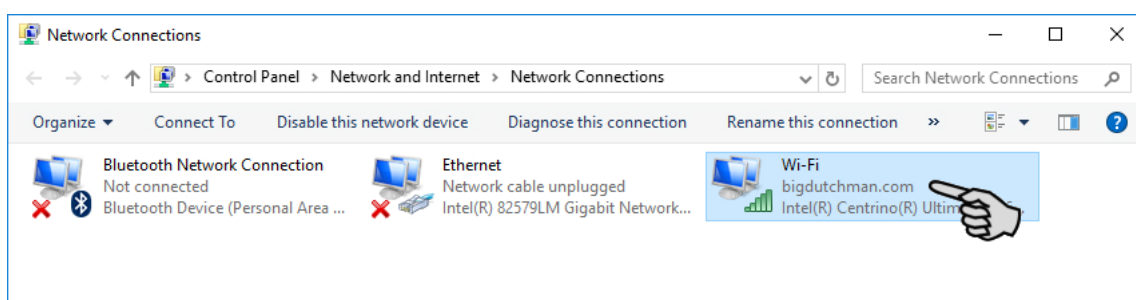 Network Connections
Control Panel > Network and Internet > Network Connections
Search Network Connections
Organize Connect To Disable this network device Diagnose this connection Rename this connection »
Bluetooth Network Connection
Not connected
Bluetooth Device (Personal Area ...
Ethernet
Network cable unplugged
Intel(R) 82579LM Gigabit Network...
Wi-Fi
bigdutchman.com
Intel(R) Centrino(R)